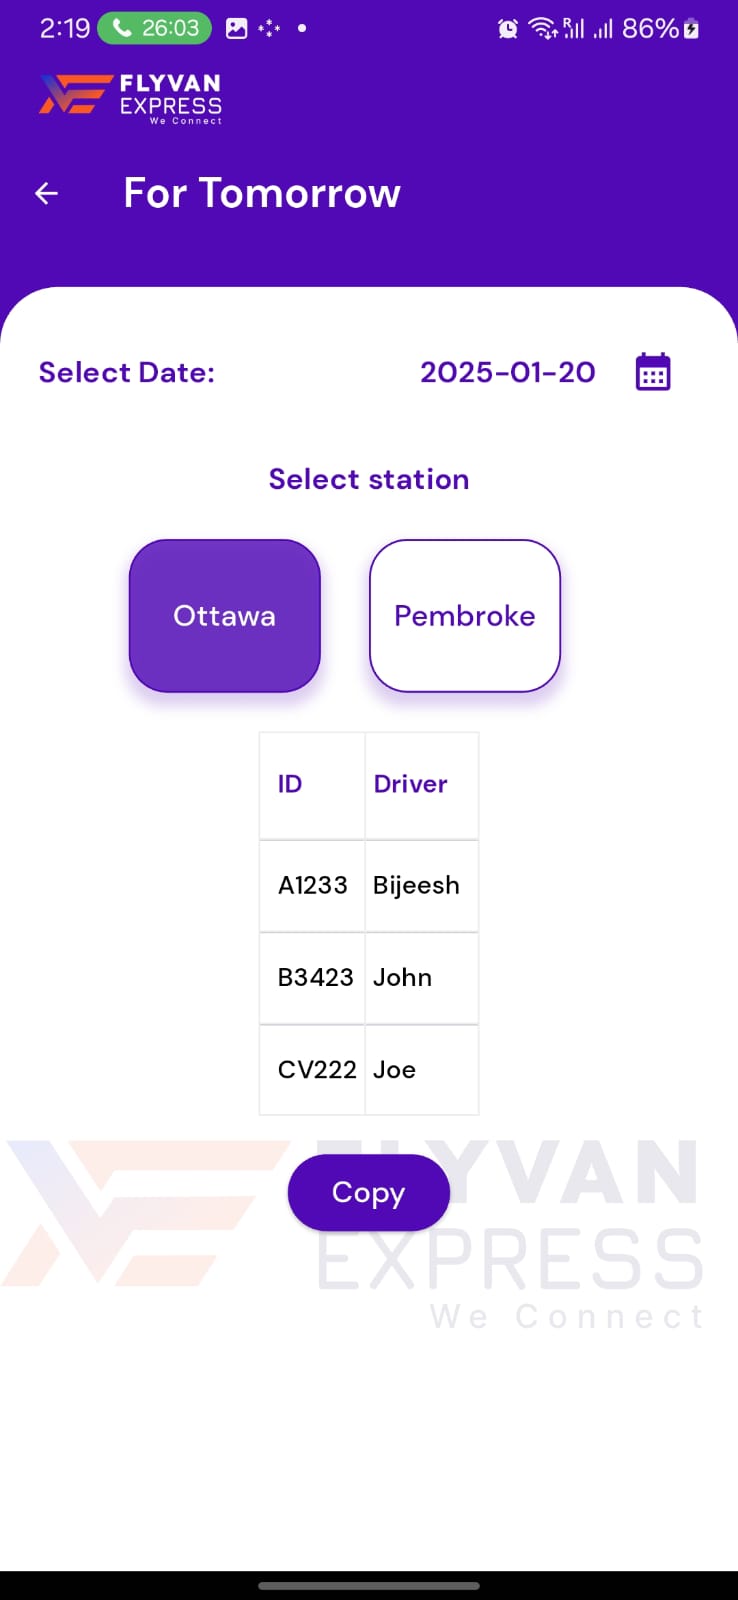 2:19 26:03 86%
FLYVAN
EXPRESS
We Connect
For Tomorrow
Select Date: 2025-01-20
Select station
Ottawa Pembroke
ID Driver
A1233 Bijeesh
B3423 John
CV222 Joe
Copy
FLYVAN
EXPRESS
We Connect